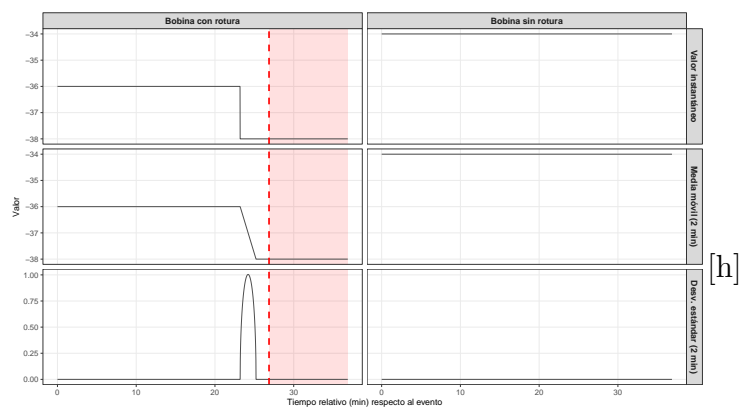 Bobina con rotura
Bobina sin rotura
−34
−35
−36
−37
−38
Valor instantáneo
−34
−35
−36
−37
−38
Media móvil (2 min)
Valor
[h]
1.00
0.75
0.50
0.25
0.00
Desv. estándar (2 min)
0 10 20 30 0 10 20 30
Tiempo relativo (min) respecto al evento